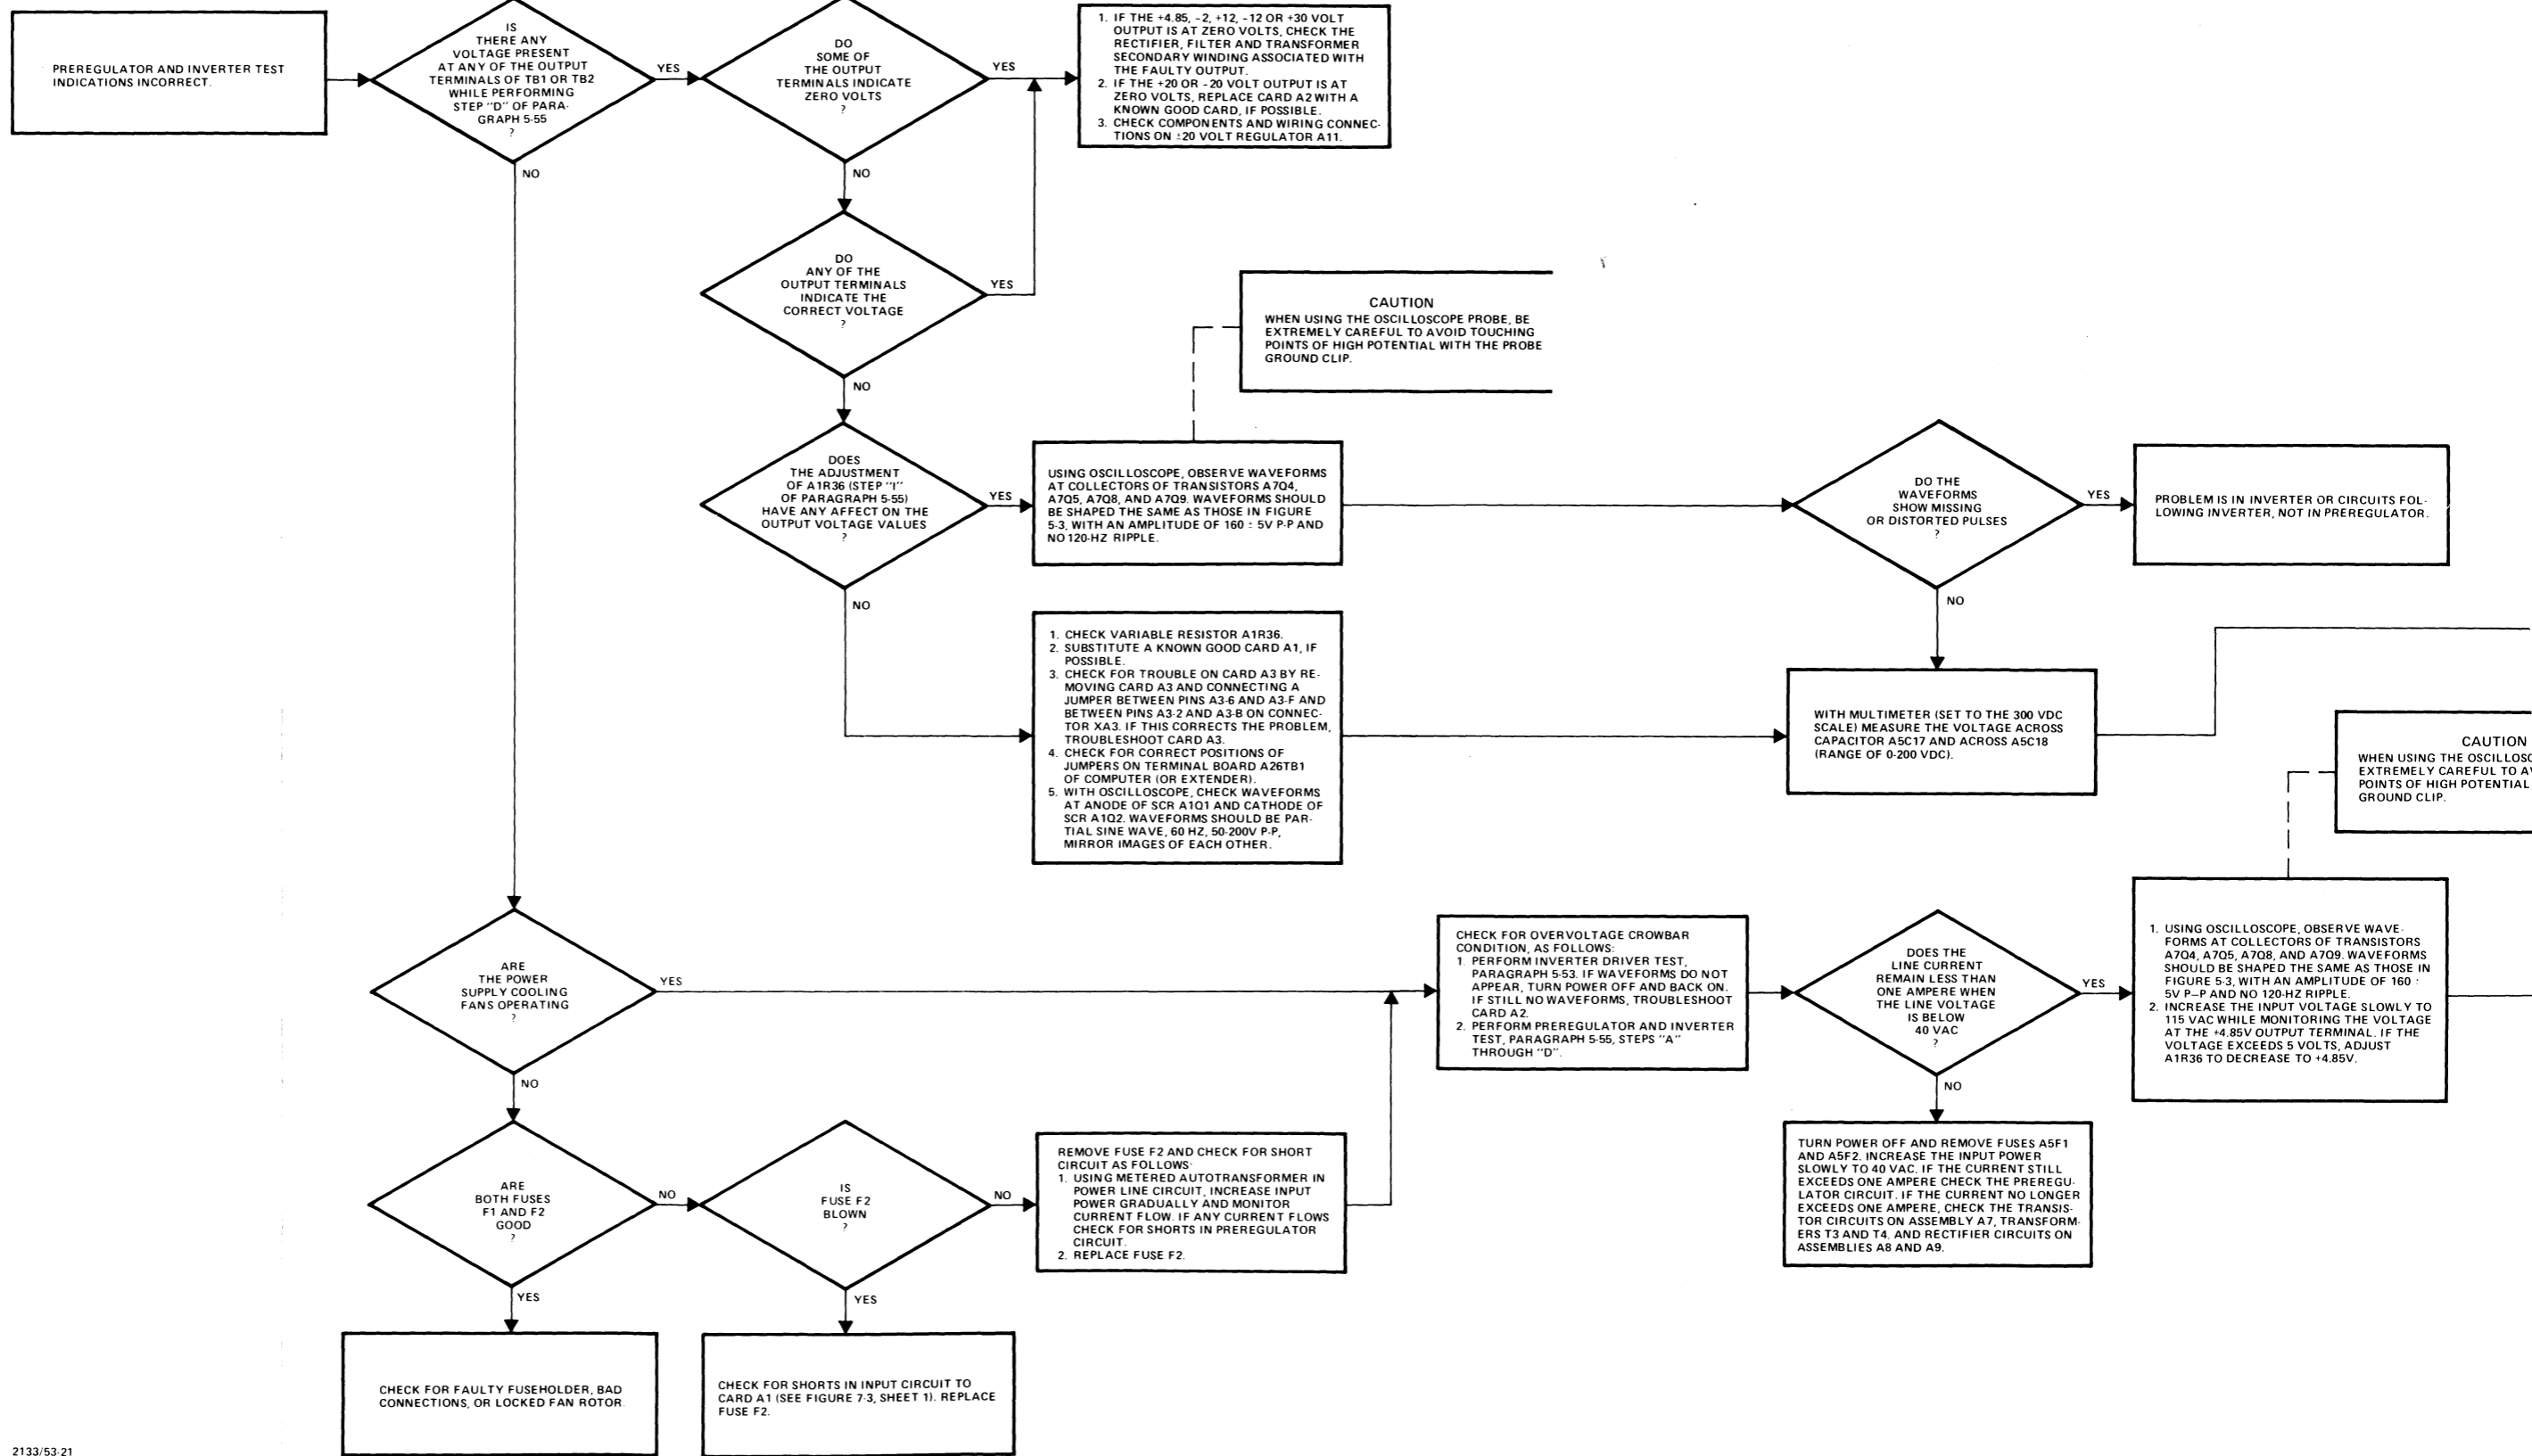 PREREGULATOR AND INVERTER TEST
INDICATIONS INCORRECT.
IS
THERE ANY
VOLTAGE PRESENT
AT ANY OF THE OUTPUT
TERMINALS OF TB1 OR TB2
WHILE PERFORMING
STEP "D" OF PARA-
GRAPH 5-55
?
YES
NO
DO
SOME OF
THE OUTPUT
TERMINALS INDICATE
ZERO VOLTS
?
YES
NO
1. IF THE +4.85, -2, +12, -12 OR +30 VOLT
OUTPUT IS AT ZERO VOLTS, CHECK THE
RECTIFIER, FILTER AND TRANSFORMER
SECONDARY WINDING ASSOCIATED WITH
THE FAULTY OUTPUT.
2. IF THE +20 OR -20 VOLT OUTPUT IS AT
ZERO VOLTS, REPLACE CARD A2 WITH A
KNOWN GOOD CARD, IF POSSIBLE.
3. CHECK COMPONENTS AND WIRING CONNEC-
TIONS ON ±20 VOLT REGULATOR A11.
DO
ANY OF THE
OUTPUT TERMINALS
INDICATE THE
CORRECT VOLTAGE
?
YES
NO
CAUTION
WHEN USING THE OSCILLOSCOPE PROBE, BE
EXTREMELY CAREFUL TO AVOID TOUCHING
POINTS OF HIGH POTENTIAL WITH THE PROBE
GROUND CLIP.
DOES
THE ADJUSTMENT
OF A1R36 (STEP "I"
OF PARAGRAPH 5-55)
HAVE ANY AFFECT ON THE
OUTPUT VOLTAGE VALUES
?
YES
NO
USING OSCILLOSCOPE, OBSERVE WAVEFORMS
AT COLLECTORS OF TRANSISTORS A7Q4,
A7Q5, A7Q8, AND A7Q9. WAVEFORMS SHOULD
BE SHAPED THE SAME AS THOSE IN FIGURE
5-3, WITH AN AMPLITUDE OF 160 ± 5V P-P AND
NO 120-HZ RIPPLE.
DO THE
WAVEFORMS
SHOW MISSING
OR DISTORTED PULSES
?
YES
NO
PROBLEM IS IN INVERTER OR CIRCUITS FOL-
LOWING INVERTER, NOT IN PREREGULATOR.
1. CHECK VARIABLE RESISTOR A1R36.
2. SUBSTITUTE A KNOWN GOOD CARD A1, IF
POSSIBLE.
3. CHECK FOR TROUBLE ON CARD A3 BY RE-
MOVING CARD A3 AND CONNECTING A
JUMPER BETWEEN PINS A3-6 AND A3-F AND
BETWEEN PINS A3-2 AND A3-B ON CONNEC-
TOR XA3. IF THIS CORRECTS THE PROBLEM,
TROUBLESHOOT CARD A3.
4. CHECK FOR CORRECT POSITIONS OF
JUMPERS ON TERMINAL BOARD A26TB1
OF COMPUTER (OR EXTENDER).
5. WITH OSCILLOSCOPE, CHECK WAVEFORMS
AT ANODE OF SCR A1Q1 AND CATHODE OF
SCR A1Q2. WAVEFORMS SHOULD BE PAR-
TIAL SINE WAVE, 60 HZ, 50-200V P-P,
MIRROR IMAGES OF EACH OTHER.
WITH MULTIMETER (SET TO THE 300 VDC
SCALE) MEASURE THE VOLTAGE ACROSS
CAPACITOR A5C17 AND ACROSS A5C18
(RANGE OF 0-200 VDC).
CAUTION
WHEN USING THE OSCILLOSC
EXTREMELY CAREFUL TO AV
POINTS OF HIGH POTENTIAL
GROUND CLIP.
ARE
THE POWER
SUPPLY COOLING
FANS OPERATING
?
YES
NO
CHECK FOR OVERVOLTAGE CROWBAR
CONDITION, AS FOLLOWS:
1. PERFORM INVERTER DRIVER TEST,
PARAGRAPH 5-53. IF WAVEFORMS DO NOT
APPEAR, TURN POWER OFF AND BACK ON.
IF STILL NO WAVEFORMS, TROUBLESHOOT
CARD A2.
2. PERFORM PREREGULATOR AND INVERTER
TEST, PARAGRAPH 5-55, STEPS "A"
THROUGH "D".
DOES THE
LINE CURRENT
REMAIN LESS THAN
ONE AMPERE WHEN
THE LINE VOLTAGE
IS BELOW
40 VAC
?
YES
NO
1. USING OSCILLOSCOPE, OBSERVE WAVE-
FORMS AT COLLECTORS OF TRANSISTORS
A7Q4, A7Q5, A7Q8, AND A7Q9. WAVEFORMS
SHOULD BE SHAPED THE SAME AS THOSE IN
FIGURE 5-3, WITH AN AMPLITUDE OF 160 ±
5V P–P AND NO 120-HZ RIPPLE.
2. INCREASE THE INPUT VOLTAGE SLOWLY TO
115 VAC WHILE MONITORING THE VOLTAGE
AT THE +4.85V OUTPUT TERMINAL. IF THE
VOLTAGE EXCEEDS 5 VOLTS, ADJUST
A1R36 TO DECREASE TO +4.85V.
ARE
BOTH FUSES
F1 AND F2
GOOD
?
NO
YES
IS
FUSE F2
BLOWN
?
NO
YES
REMOVE FUSE F2 AND CHECK FOR SHORT
CIRCUIT AS FOLLOWS:
1. USING METERED AUTOTRANSFORMER IN
POWER LINE CIRCUIT, INCREASE INPUT
POWER GRADUALLY AND MONITOR
CURRENT FLOW. IF ANY CURRENT FLOWS
CHECK FOR SHORTS IN PREREGULATOR
CIRCUIT.
2. REPLACE FUSE F2.
TURN POWER OFF AND REMOVE FUSES A5F1
AND A5F2. INCREASE THE INPUT POWER
SLOWLY TO 40 VAC. IF THE CURRENT STILL
EXCEEDS ONE AMPERE CHECK THE PREREGU-
LATOR CIRCUIT. IF THE CURRENT NO LONGER
EXCEEDS ONE AMPERE, CHECK THE TRANSIS-
TOR CIRCUITS ON ASSEMBLY A7, TRANSFORM-
ERS T3 AND T4, AND RECTIFIER CIRCUITS ON
ASSEMBLIES A8 AND A9.
CHECK FOR FAULTY FUSEHOLDER, BAD
CONNECTIONS, OR LOCKED FAN ROTOR.
CHECK FOR SHORTS IN INPUT CIRCUIT TO
CARD A1 (SEE FIGURE 7-3, SHEET 1). REPLACE
FUSE F2.
2133/53-21